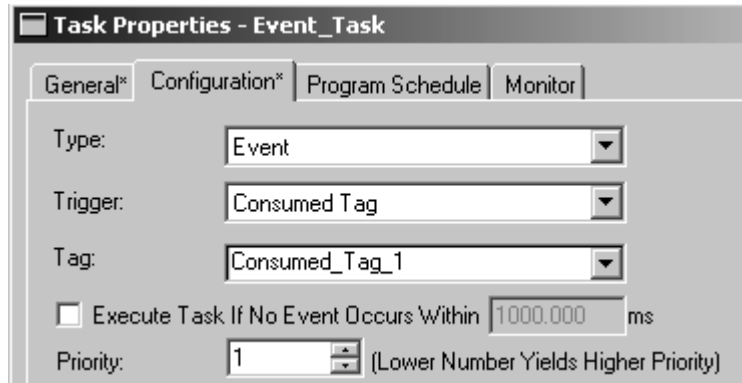 Task Properties - Event_Task
General* Configuration* Program Schedule Monitor
Type: Event
Trigger: Consumed Tag
Tag: Consumed_Tag_1
Execute Task If No Event Occurs Within 1000.000 ms
Priority: 1 (Lower Number Yields Higher Priority)